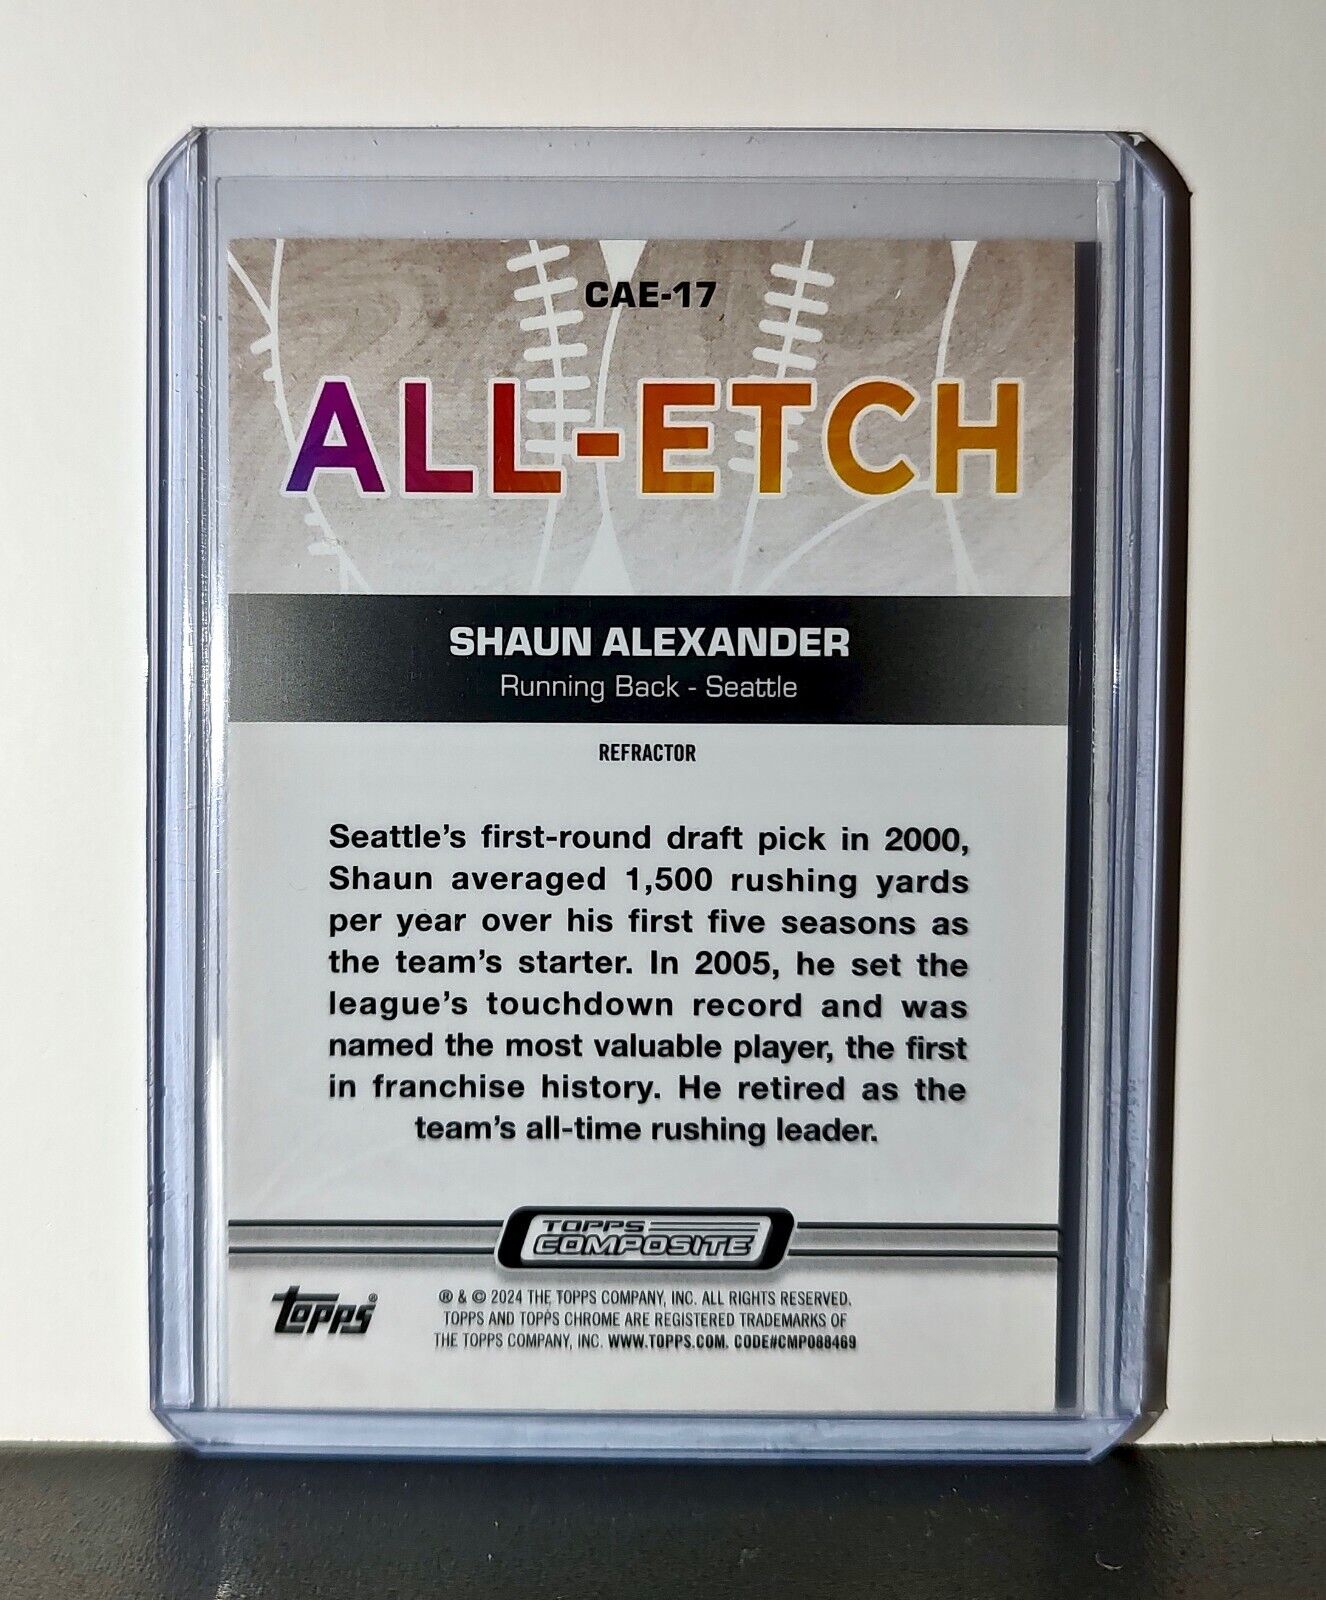 CAE-17
ALL-ETCH
SHAUN ALEXANDER
Running Back - Seattle
REFRACTOR
Seattle's first-round draft pick in 2000,
Shaun averaged 1,500 rushing yards
per year over his first five seasons as
the team's starter. In 2005, he set the
league's touchdown record and was
named the most valuable player, the first
in franchise history. He retired as the
team's all-time rushing leader.
TOPPS
COMPOSITE
topps®
® & © 2024 THE TOPPS COMPANY, INC. ALL RIGHTS RESERVED.
TOPPS AND TOPPS CHROME ARE REGISTERED TRADEMARKS OF
THE TOPPS COMPANY, INC. WWW.TOPPS.COM. CODE#CMP088469